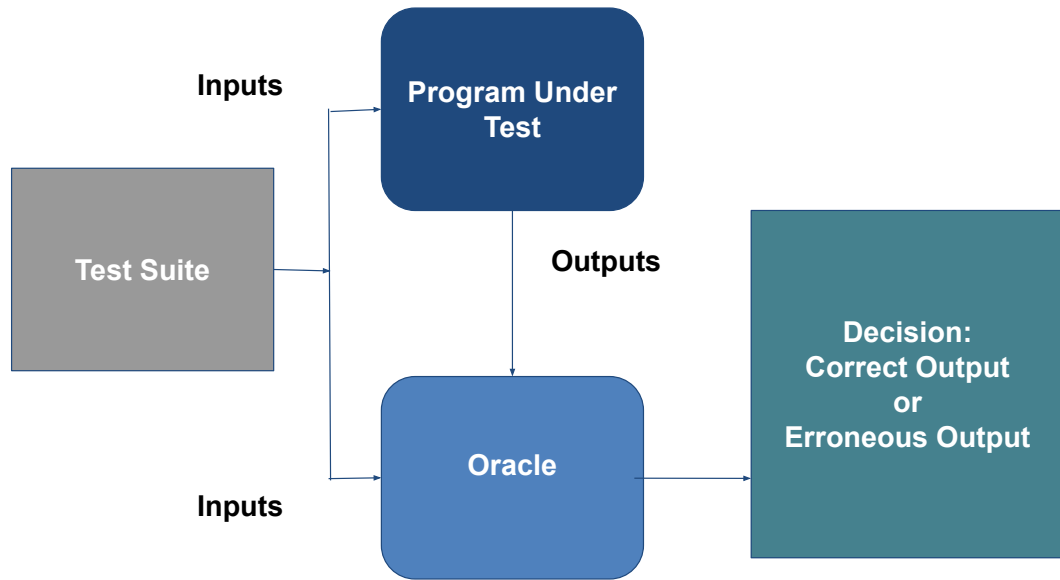 Inputs
Program Under
Test
Test Suite
Outputs
Decision:
Correct Output
or
Erroneous Output
Oracle
Inputs